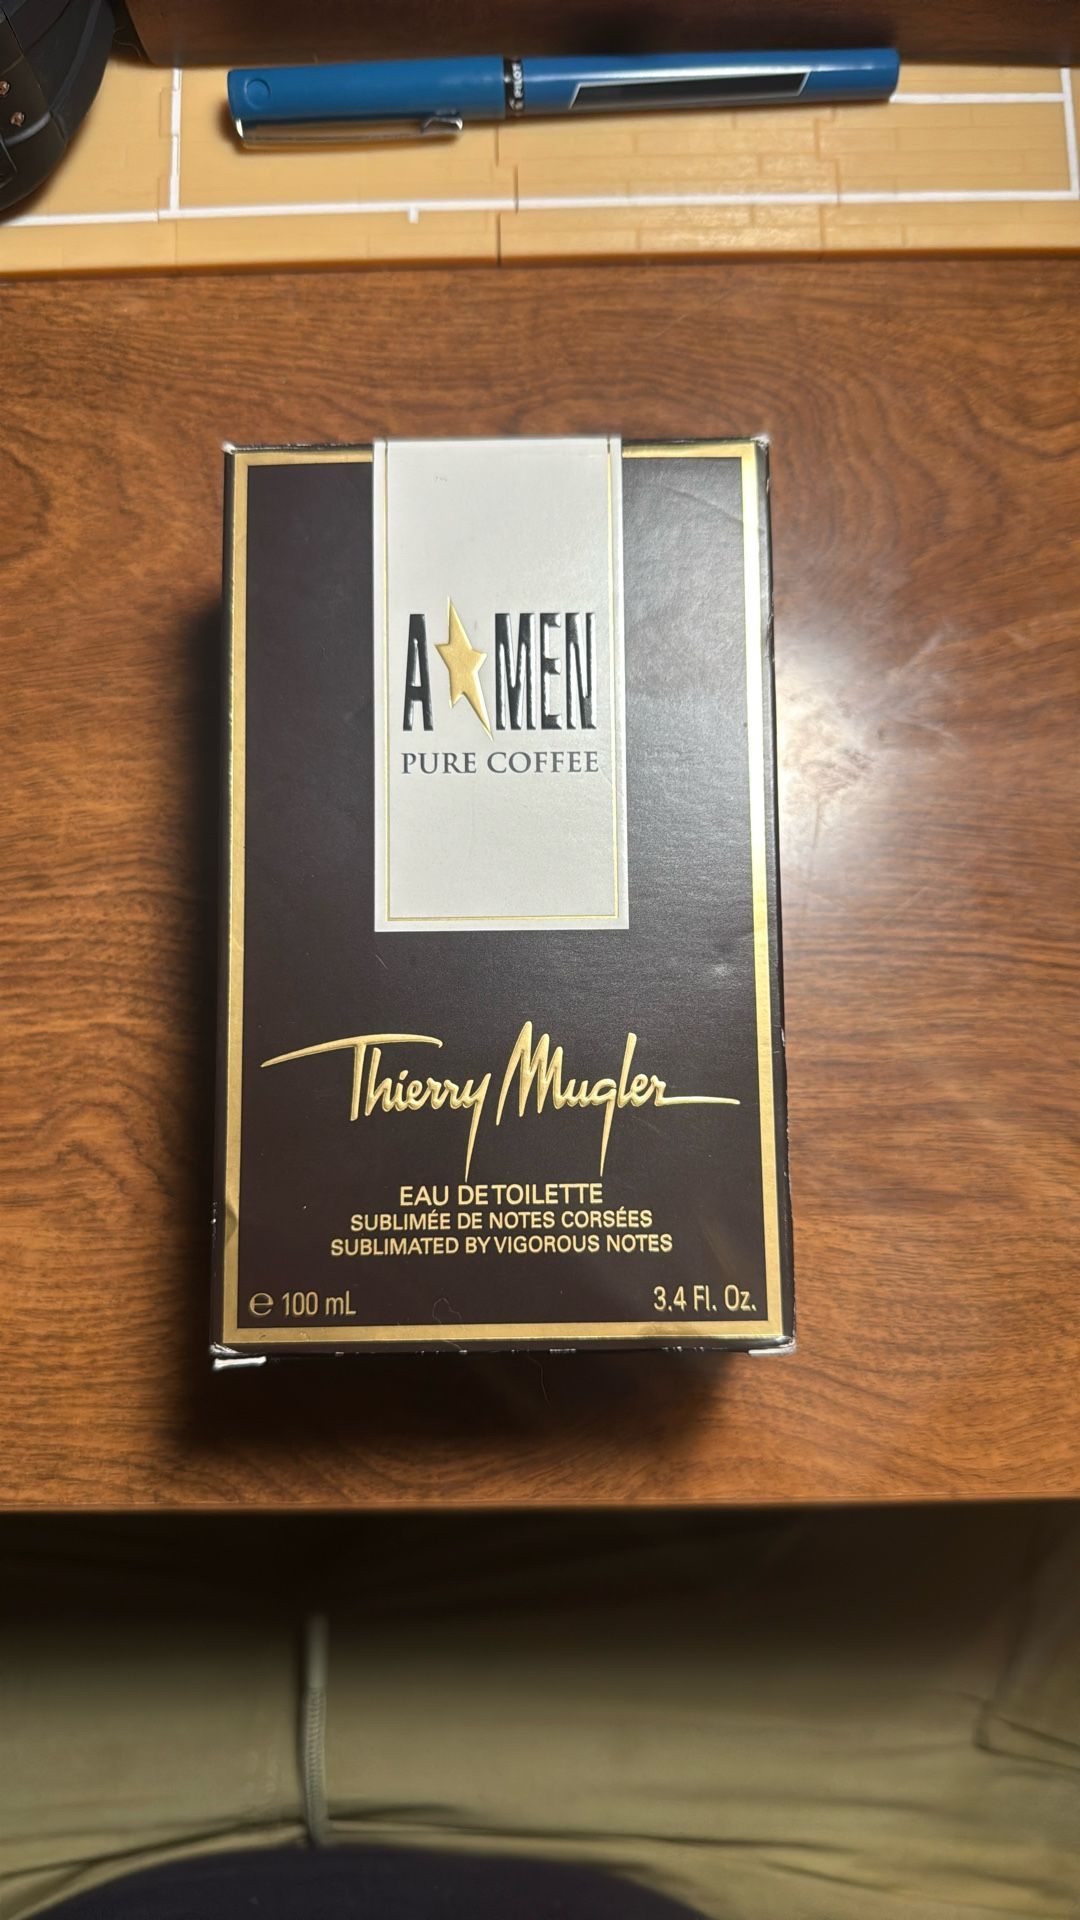 PILOT
A MEN
PURE COFFEE
Thierry Mugler
EAU DE TOILETTE
SUBLIMÉE DE NOTES CORSÉES
SUBLIMATED BY VIGOROUS NOTES
℮ 100 mL
3.4 Fl. Oz.